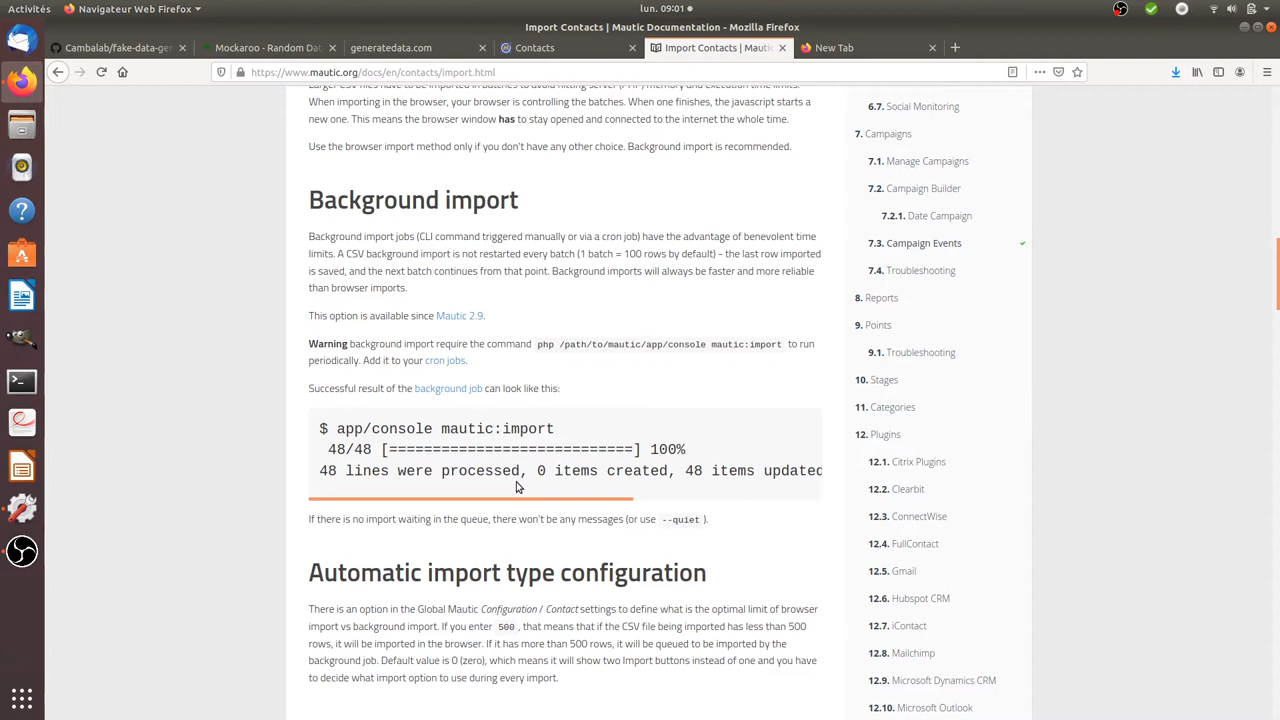 Activités
Navigateur Web Firefox
lun. 09:01
Import Contacts | Mautic Documentation - Mozilla Firefox
Cambalab/fake-data-gen
Mockaroo - Random Dat
generatedata.com
Contacts
Import Contacts | Mautic
New Tab
https://www.mautic.org/docs/en/contacts/import.html
Larger CSV files have to be imported in batches to avoid hitting server (PHP) memory and execution time limits.
When importing in the browser, your browser is controlling the batches. When one finishes, the javascript starts a
new one. This means the browser window has to stay opened and connected to the internet the whole time.
Use the browser import method only if you don't have any other choice. Background import is recommended.
Background import
Background import jobs (CLI command triggered manually or via a cron job) have the advantage of benevolent time
limits. A CSV background import is not restarted every batch (1 batch = 100 rows by default) - the last row imported
is saved, and the next batch continues from that point. Background imports will always be faster and more reliable
than browser imports.
This option is available since Mautic 2.9.
Warning background import require the command php /path/to/mautic/app/console mautic:import to run
periodically. Add it to your cron jobs.
Successful result of the background job can look like this:
$ app/console mautic:import
48/48 [============================] 100%
48 lines were processed, 0 items created, 48 items updated
If there is no import waiting in the queue, there won't be any messages (or use --quiet ).
Automatic import type configuration
There is an option in the Global Mautic Configuration / Contact settings to define what is the optimal limit of browser
import vs background import. If you enter 500 , that means that if the CSV file being imported has less than 500
rows, it will be imported in the browser. If it has more than 500 rows, it will be queued to be imported by the
background job. Default value is 0 (zero), which means it will show two Import buttons instead of one and you have
to decide what import option to use during every import.
6.7. Social Monitoring
7. Campaigns
7.1. Manage Campaigns
7.2. Campaign Builder
7.2.1. Date Campaign
7.3. Campaign Events
7.4. Troubleshooting
8. Reports
9. Points
9.1. Troubleshooting
10. Stages
11. Categories
12. Plugins
12.1. Citrix Plugins
12.2. Clearbit
12.3. ConnectWise
12.4. FullContact
12.5. Gmail
12.6. Hubspot CRM
12.7. iContact
12.8. Mailchimp
12.9. Microsoft Dynamics CRM
12.10. Microsoft Outlook